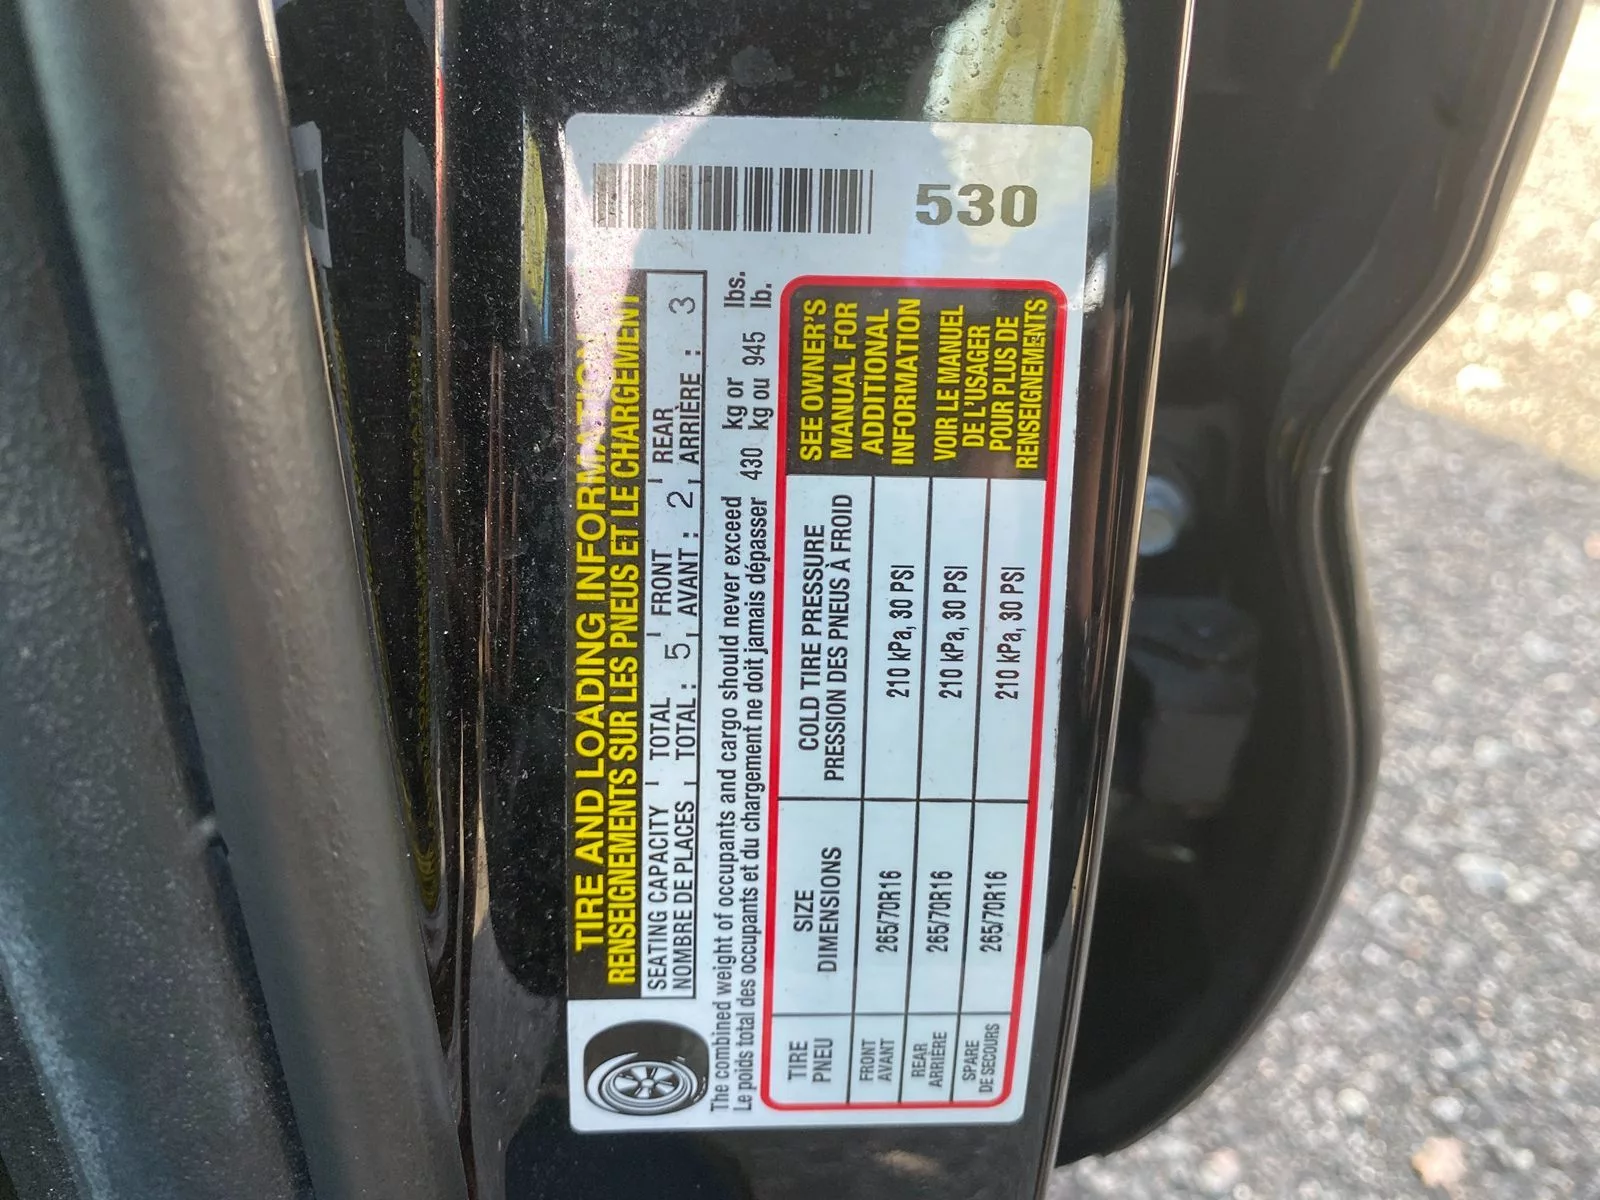 530
TIRE AND LOADING INFORMATION
RENSEIGNEMENTS SUR LES PNEUS ET LE CHARGEMENT
SEATING CAPACITY TOTAL FRONT REAR
NOMBRE DE PLACES TOTAL : 5 AVANT : 2 ARRIÈRE : 3
The combined weight of occupants and cargo should never exceed kg or lbs.
Le poids total des occupants et du chargement ne doit jamais dépasser 430 kg ou 945 lb.
TIRE SIZE COLD TIRE PRESSURE
PNEU DIMENSIONS PRESSION DES PNEUS À FROID
FRONT
AVANT 265/70R16 210 kPa, 30 PSI
REAR
ARRIÈRE 265/70R16 210 kPa, 30 PSI
SPARE
DE SECOURS 265/70R16 210 kPa, 30 PSI
SEE OWNER'S
MANUAL FOR
ADDITIONAL
INFORMATION
VOIR LE MANUEL
DE L'USAGER
POUR PLUS DE
RENSEIGNEMENTS